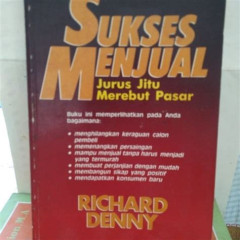 SUKSES
MENJUAL
Jurus Jitu
Merebut Pasar
Buku ini memperlihatkan pada Anda
bagaimana:
• menghilangkan keraguan calon
pembeli
• memenangkan persaingan
• mampu menjual tanpa harus menjadi
yang termurah
• membuat perjanjian dengan mudah
• membangun sikap yang positif
• mendapatkan konsumen baru
RICHARD
DENNY